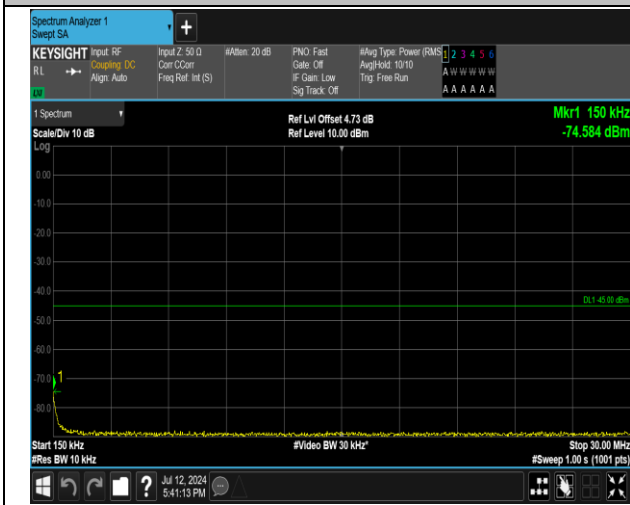 Spectrum Analyzer 1
Swept SA
+
KEYSIGHT Input: RF Input Z: 50 Ω #Atten: 20 dB PNO: Fast #Avg Type: Power (RMS 1 2 3 4 5 6
RL Coupling: DC Corr CCorr Gate: Off Avg|Hold: 10/10 A W W W W W
Align: Auto Freq Ref: Int (S) IF Gain: Low Trig: Free Run
Sig Track: Off A A A A A A
1 Spectrum Ref Lvl Offset 4.73 dB Mkr1 150 kHz
Scale/Div 10 dB Ref Level 10.00 dBm -74.584 dBm
Log
0.00
-10.0
-20.0
-30.0
-40.0
DL1 -45.00 dBm
-50.0
-60.0
-70.0 1
-80.0
Start 150 kHz #Video BW 30 kHz* Stop 30.00 MHz
#Res BW 10 kHz #Sweep 1.00 s (1001 pts)
? Jul 12, 2024
5:41:13 PM